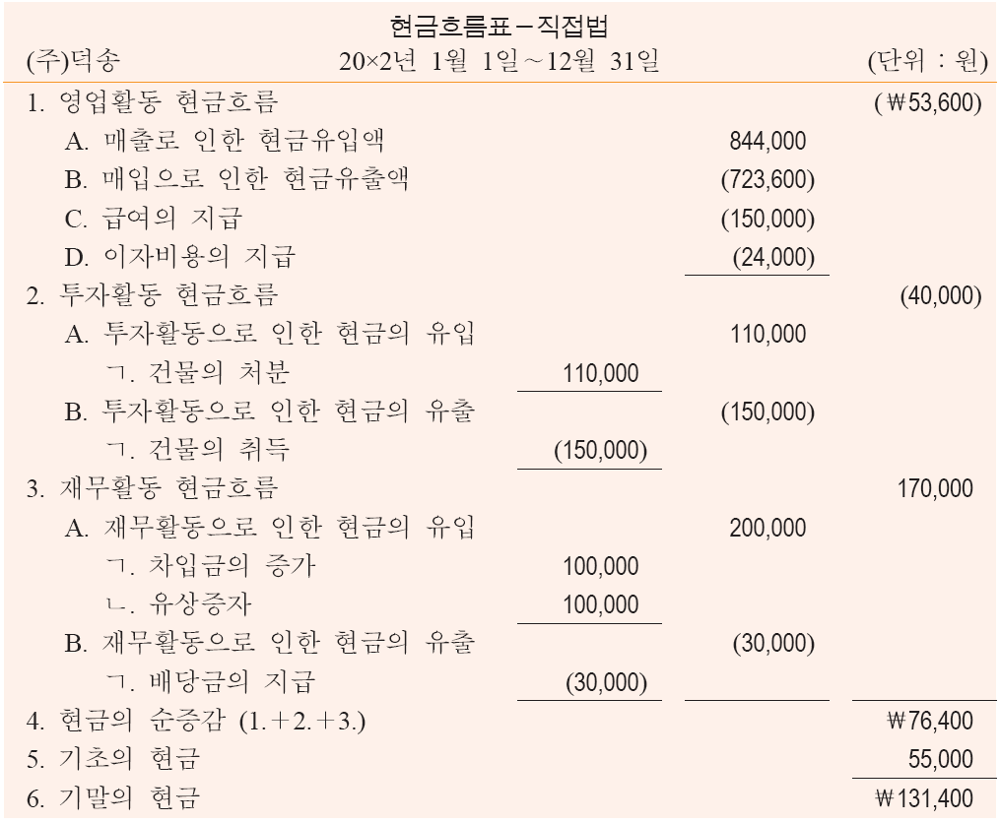 현금흐름표－직접법
(주)덕송 20×2년 1월 1일～12월 31일 (단위 : 원)
1. 영업활동 현금흐름 (₩53,600)
A. 매출로 인한 현금유입액 844,000
B. 매입으로 인한 현금유출액 (723,600)
C. 급여의 지급 (150,000)
D. 이자비용의 지급 (24,000)
2. 투자활동 현금흐름 (40,000)
A. 투자활동으로 인한 현금의 유입 110,000
ㄱ. 건물의 처분 110,000
B. 투자활동으로 인한 현금의 유출 (150,000)
ㄱ. 건물의 취득 (150,000)
3. 재무활동 현금흐름 170,000
A. 재무활동으로 인한 현금의 유입 200,000
ㄱ. 차입금의 증가 100,000
ㄴ. 유상증자 100,000
B. 재무활동으로 인한 현금의 유출 (30,000)
ㄱ. 배당금의 지급 (30,000)
4. 현금의 순증감 (1.＋2.＋3.) ₩76,400
5. 기초의 현금 55,000
6. 기말의 현금 ₩131,400